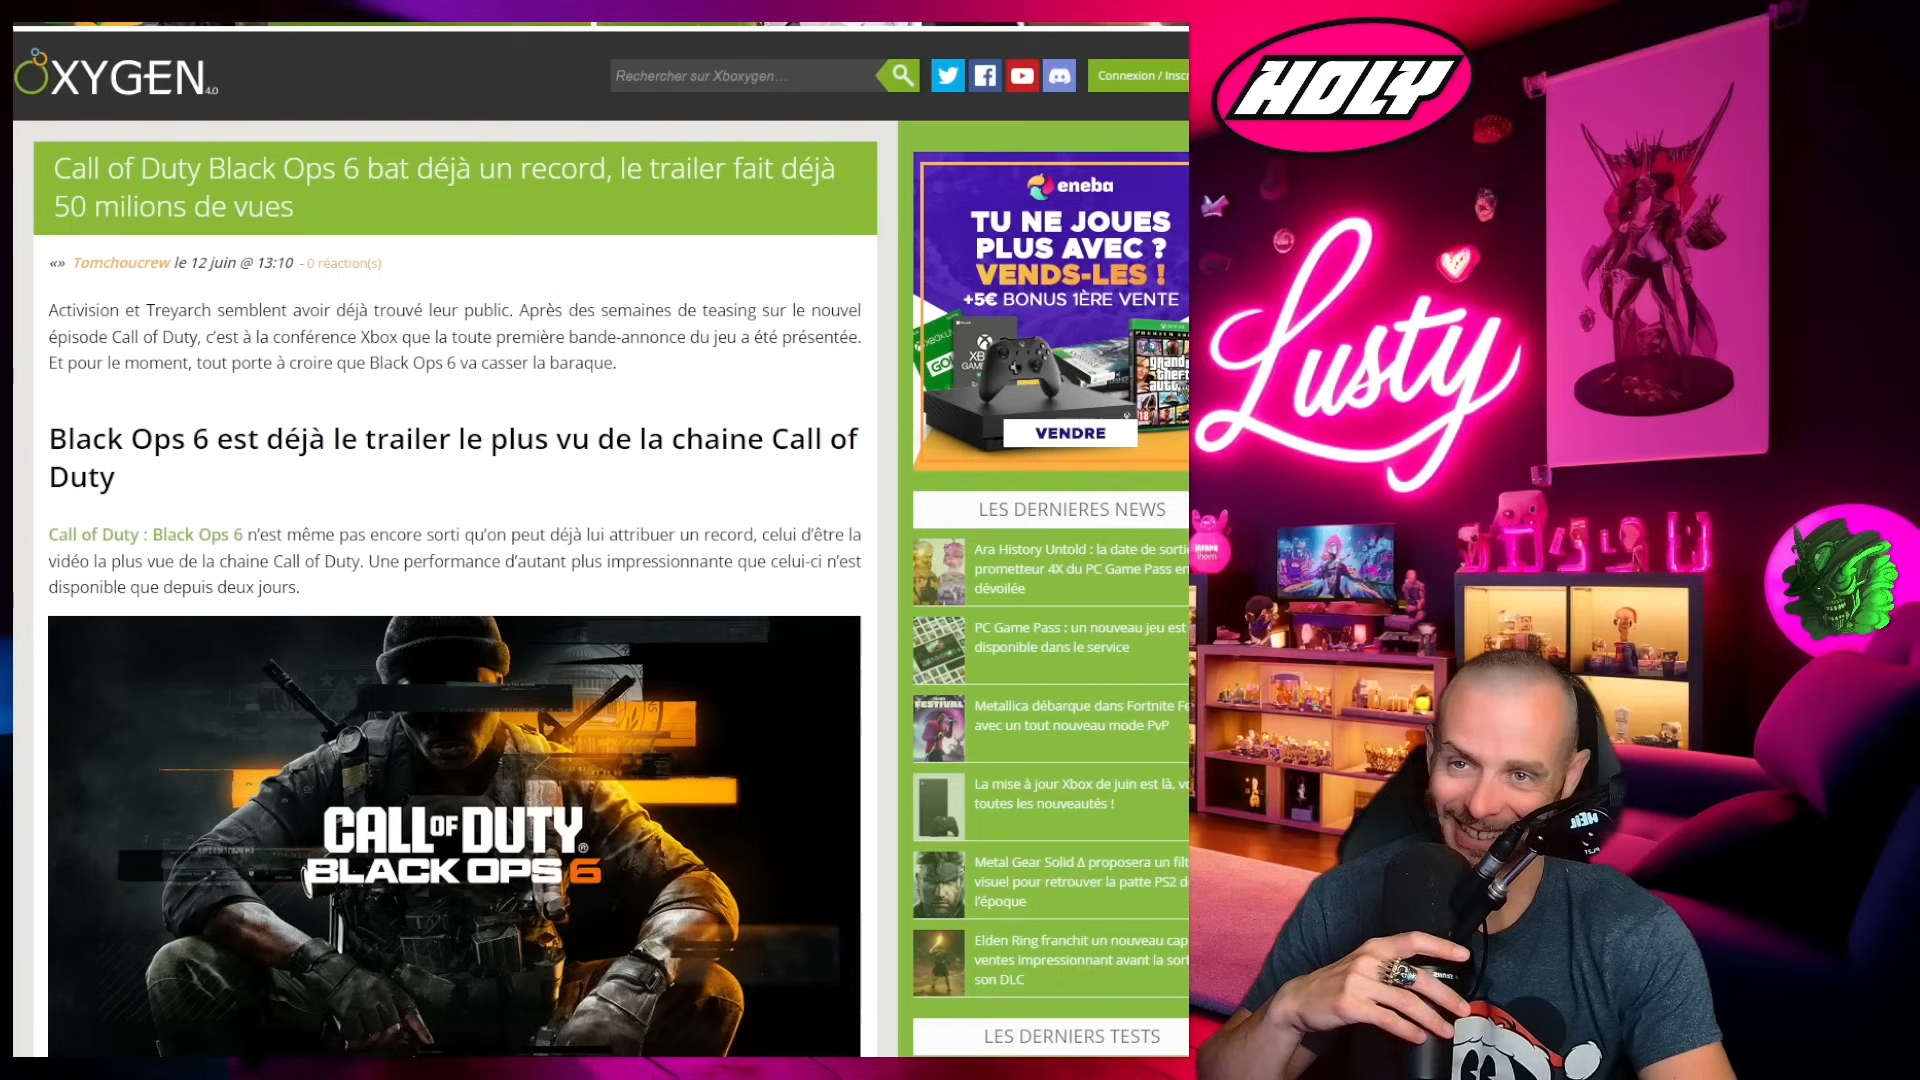 OXYGEN 4.0
Rechercher sur Xboxygen...
Connexion / Inscr
Call of Duty Black Ops 6 bat déjà un record, le trailer fait déjà
50 milions de vues
«» Tomchoucrew le 12 juin @ 13:10 - 0 réaction(s)
Activision et Treyarch semblent avoir déjà trouvé leur public. Après des semaines de teasing sur le nouvel
épisode Call of Duty, c’est à la conférence Xbox que la toute première bande-annonce du jeu a été présentée.
Et pour le moment, tout porte à croire que Black Ops 6 va casser la baraque.
Black Ops 6 est déjà le trailer le plus vu de la chaine Call of
Duty
Call of Duty : Black Ops 6 n’est même pas encore sorti qu’on peut déjà lui attribuer un record, celui d’être la
vidéo la plus vue de la chaine Call of Duty. Une performance d’autant plus impressionnante que celui-ci n’est
disponible que depuis deux jours.
CALL OF DUTY®
BLACK OPS 6
eneba
TU NE JOUES
PLUS AVEC ?
VENDS-LES !
+5€ BONUS 1ÈRE VENTE
grand
theft
auto
18
VENDRE
LES DERNIERES NEWS
Ara History Untold : la date de sorti
prometteur 4X du PC Game Pass en
dévoilée
PC Game Pass : un nouveau jeu est
disponible dans le service
FESTIVAL
Metallica débarque dans Fortnite Fe
avec un tout nouveau mode PvP
La mise à jour Xbox de juin est là, vo
toutes les nouveautés !
Metal Gear Solid Δ proposera un filt
visuel pour retrouver la patte PS2 d
l’époque
Elden Ring franchit un nouveau cap
ventes impressionnant avant la sort
son DLC
LES DERNIERS TESTS
HOLY
Lusty